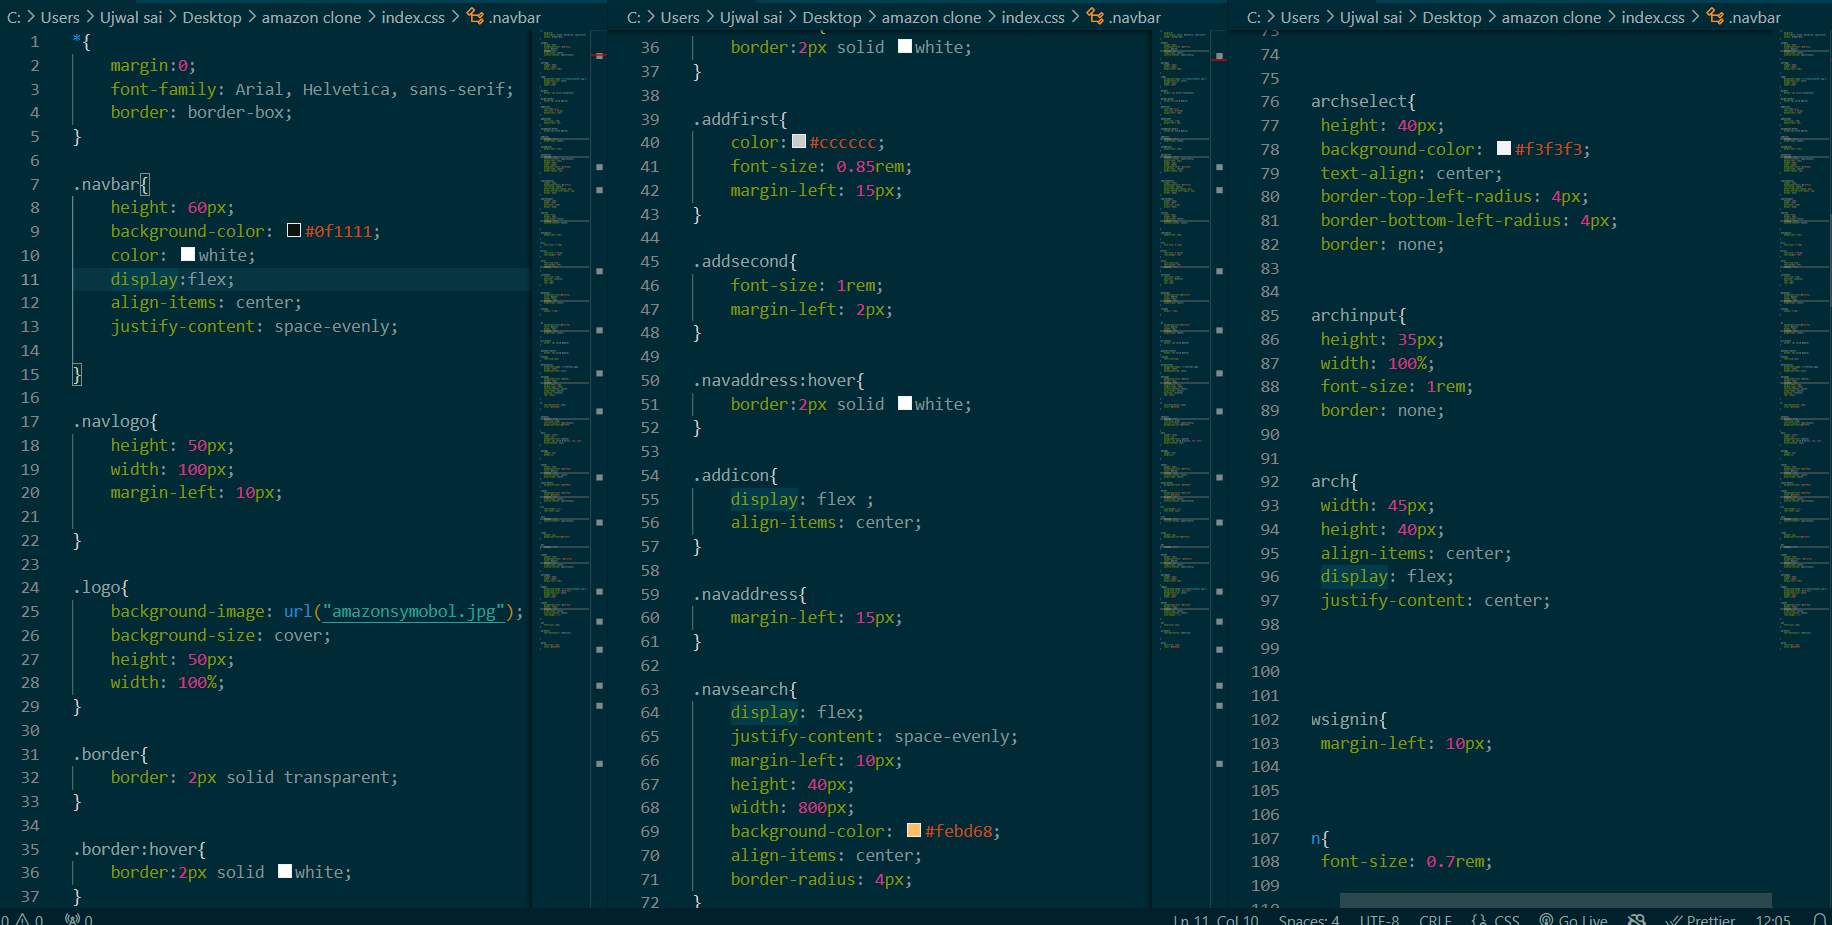 C: > Users > Ujwal sai > Desktop > amazon clone > index.css > .navbar
1 *{
2 margin:0;
3 font-family: Arial, Helvetica, sans-serif;
4 border: border-box;
5 }
6
7 .navbar{
8 height: 60px;
9 background-color: #0f1111;
10 color: white;
11 display:flex;
12 align-items: center;
13 justify-content: space-evenly;
14
15 }
16
17 .navlogo{
18 height: 50px;
19 width: 100px;
20 margin-left: 10px;
21
22 }
23
24 .logo{
25 background-image: url("amazonsymobol.jpg");
26 background-size: cover;
27 height: 50px;
28 width: 100%;
29 }
30
31 .border{
32 border: 2px solid transparent;
33 }
34
35 .border:hover{
36 border:2px solid white;
37 }
C: > Users > Ujwal sai > Desktop > amazon clone > index.css > .navbar
36 border:2px solid white;
37 }
38
39 .addfirst{
40 color: #cccccc;
41 font-size: 0.85rem;
42 margin-left: 15px;
43 }
44
45 .addsecond{
46 font-size: 1rem;
47 margin-left: 2px;
48 }
49
50 .navaddress:hover{
51 border:2px solid white;
52 }
53
54 .addicon{
55 display: flex ;
56 align-items: center;
57 }
58
59 .navaddress{
60 margin-left: 15px;
61 }
62
63 .navsearch{
64 display: flex;
65 justify-content: space-evenly;
66 margin-left: 10px;
67 height: 40px;
68 width: 800px;
69 background-color: #febd68;
70 align-items: center;
71 border-radius: 4px;
72 }
C: > Users > Ujwal sai > Desktop > amazon clone > index.css > .navbar
73
74
75
76 archselect{
77 height: 40px;
78 background-color: #f3f3f3;
79 text-align: center;
80 border-top-left-radius: 4px;
81 border-bottom-left-radius: 4px;
82 border: none;
83
84
85 archinput{
86 height: 35px;
87 width: 100%;
88 font-size: 1rem;
89 border: none;
90
91
92 arch{
93 width: 45px;
94 height: 40px;
95 align-items: center;
96 display: flex;
97 justify-content: center;
98
99
100
101
102 wsignin{
103 margin-left: 10px;
104
105
106
107 n{
108 font-size: 0.7rem;
109
110
0 0 0 Ln 11, Col 10 Spaces: 4 UTF-8 CRLF {} CSS Go Live Prettier 12:05